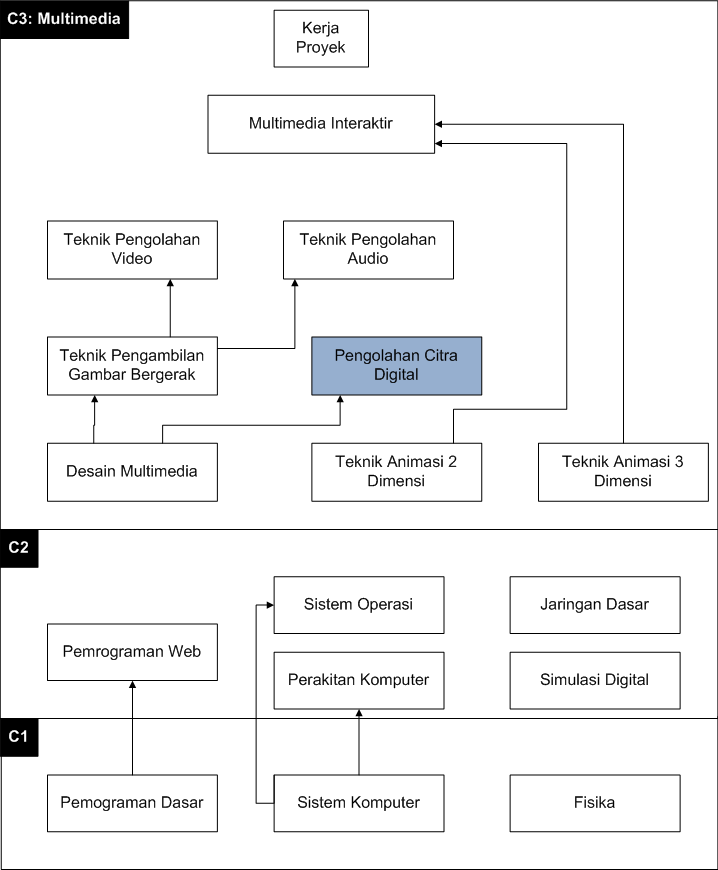 C3: Multimedia
Kerja
Proyek
Multimedia Interaktir
Teknik Pengolahan
Video
Teknik Pengolahan
Audio
Teknik Pengambilan
Gambar Bergerak
Pengolahan Citra
Digital
Desain Multimedia
Teknik Animasi 2
Dimensi
Teknik Animasi 3
Dimensi
C2
Sistem Operasi
Jaringan Dasar
Pemrograman Web
Perakitan Komputer
Simulasi Digital
C1
Pemograman Dasar
Sistem Komputer
Fisika